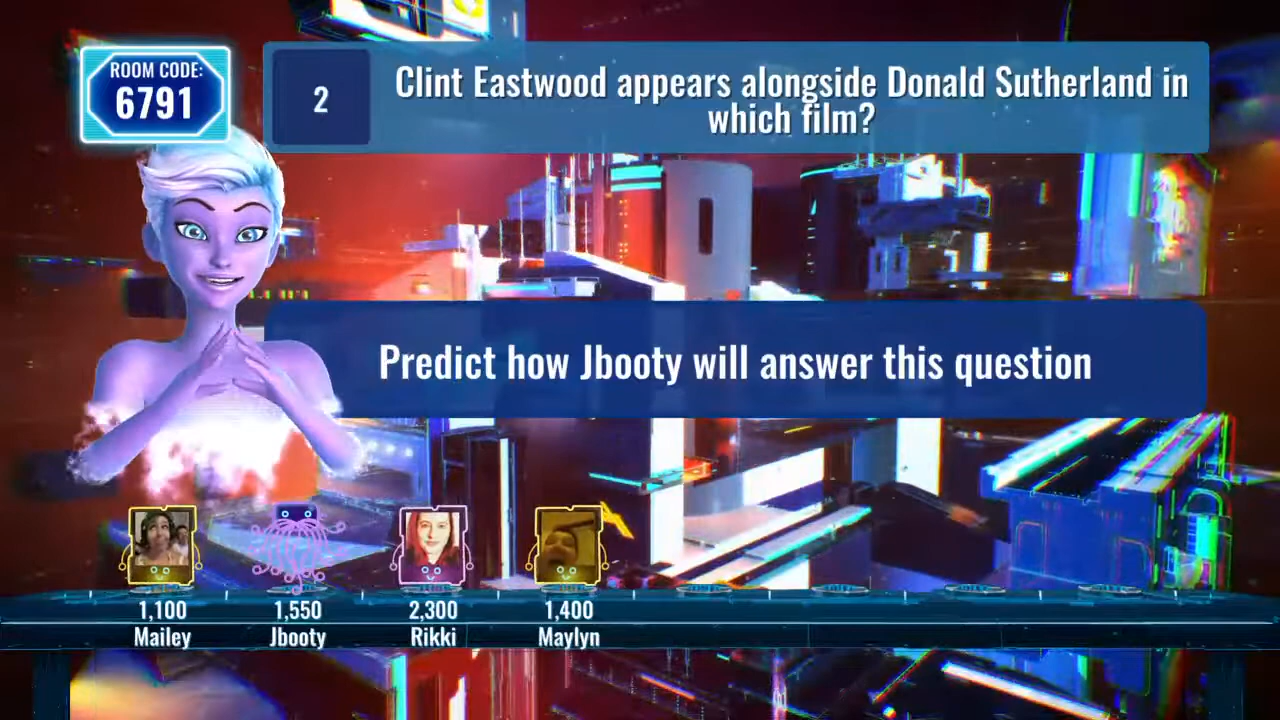 ROOM CODE:
6791
2
Clint Eastwood appears alongside Donald Sutherland in
which film?
Predict how Jbooty will answer this question
1,100
1,550
2,300
1,400
Mailey
Jbooty
Rikki
Maylyn